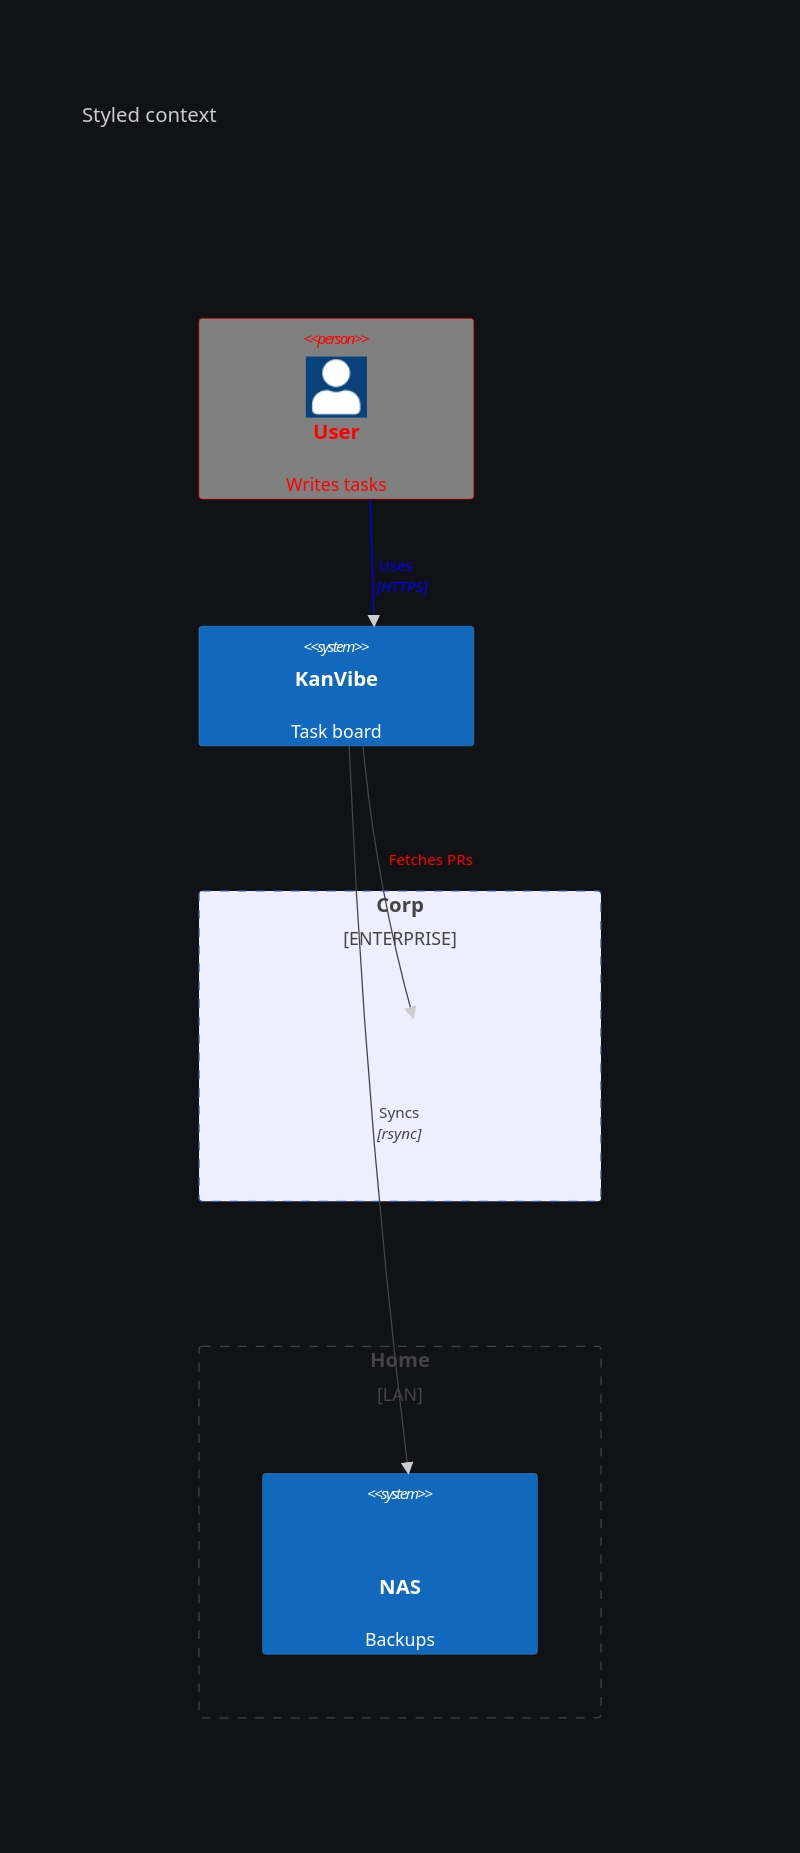 Styled context
<<person>>
User
Writes tasks
Uses
[HTTPS]
<<system>>
KanVibe
Task board
Fetches PRs
Corp
[ENTERPRISE]
Syncs
[rsync]
Home
[LAN]
<<system>>
NAS
Backups